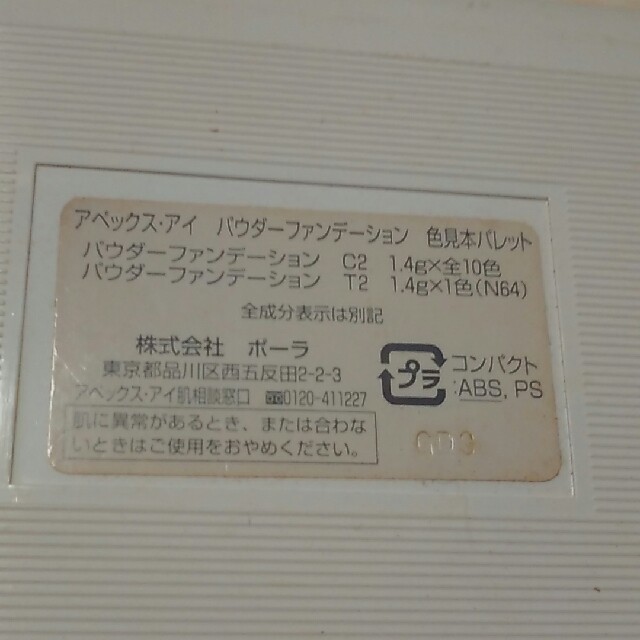 アペックス・アイ パウダーファンデーション 色見本パレット
パウダーファンデーション C2 1.4g×全10色
パウダーファンデーション T2 1.4g×1色(N64)
全成分表示は別記
株式会社 ポーラ
東京都品川区西五反田2-2-3
アペックス・アイ肌相談窓口 0120-411227
プラ コンパクト
:ABS, PS
肌に異常があるとき、または合わな
いときはご使用をおやめください。